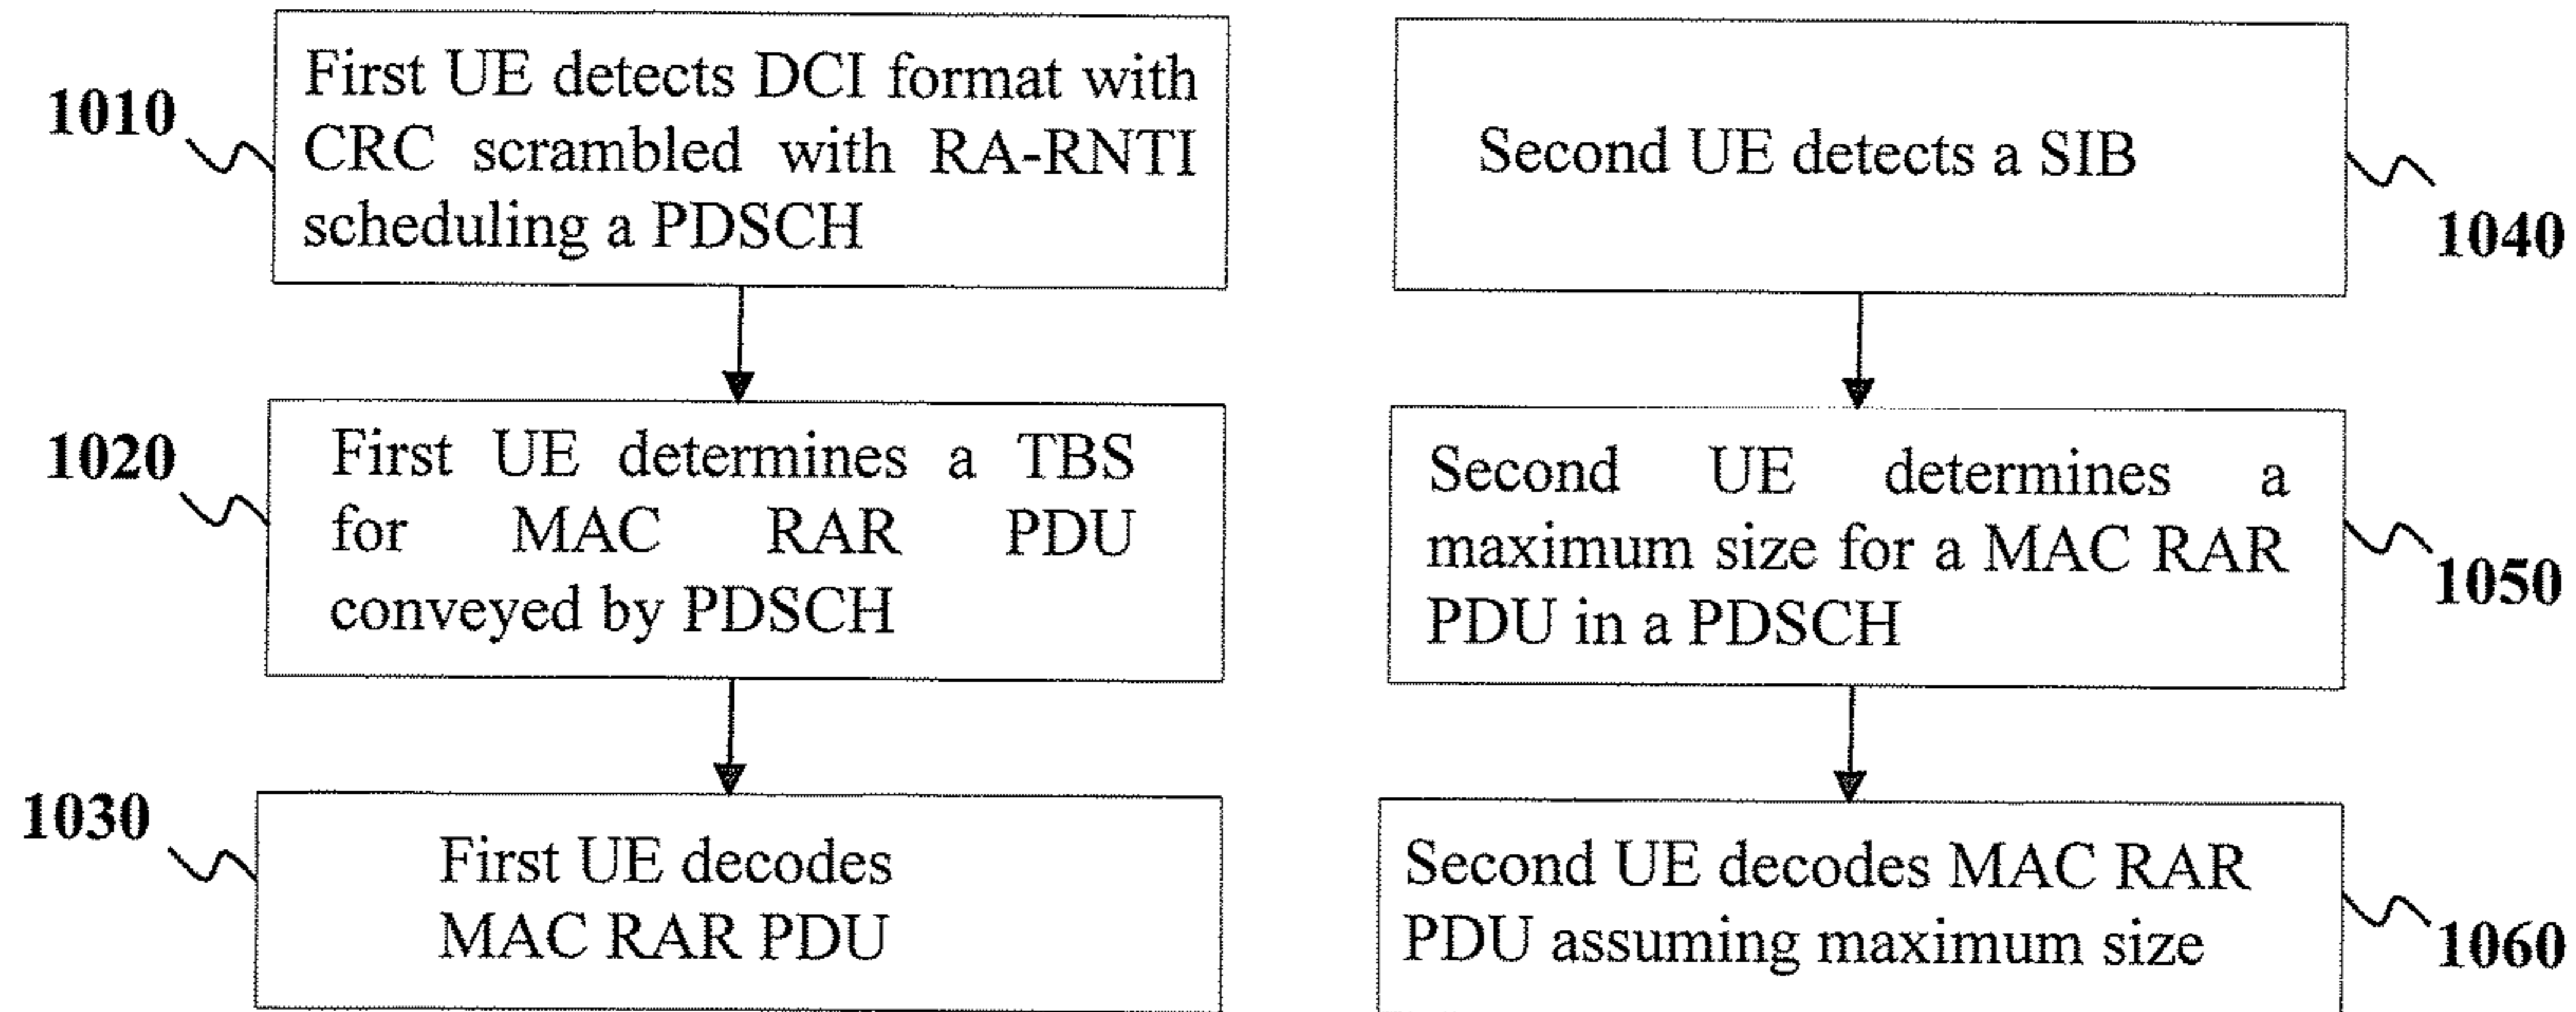 1010
First UE detects DCI format with
CRC scrambled with RA-RNTI
scheduling a PDSCH
1020
First UE determines a TBS
for MAC RAR PDU
conveyed by PDSCH
1030
First UE decodes
MAC RAR PDU
Second UE detects a SIB
1040
Second UE determines a
maximum size for a MAC RAR
PDU in a PDSCH
1050
Second UE decodes MAC RAR
PDU assuming maximum size
1060